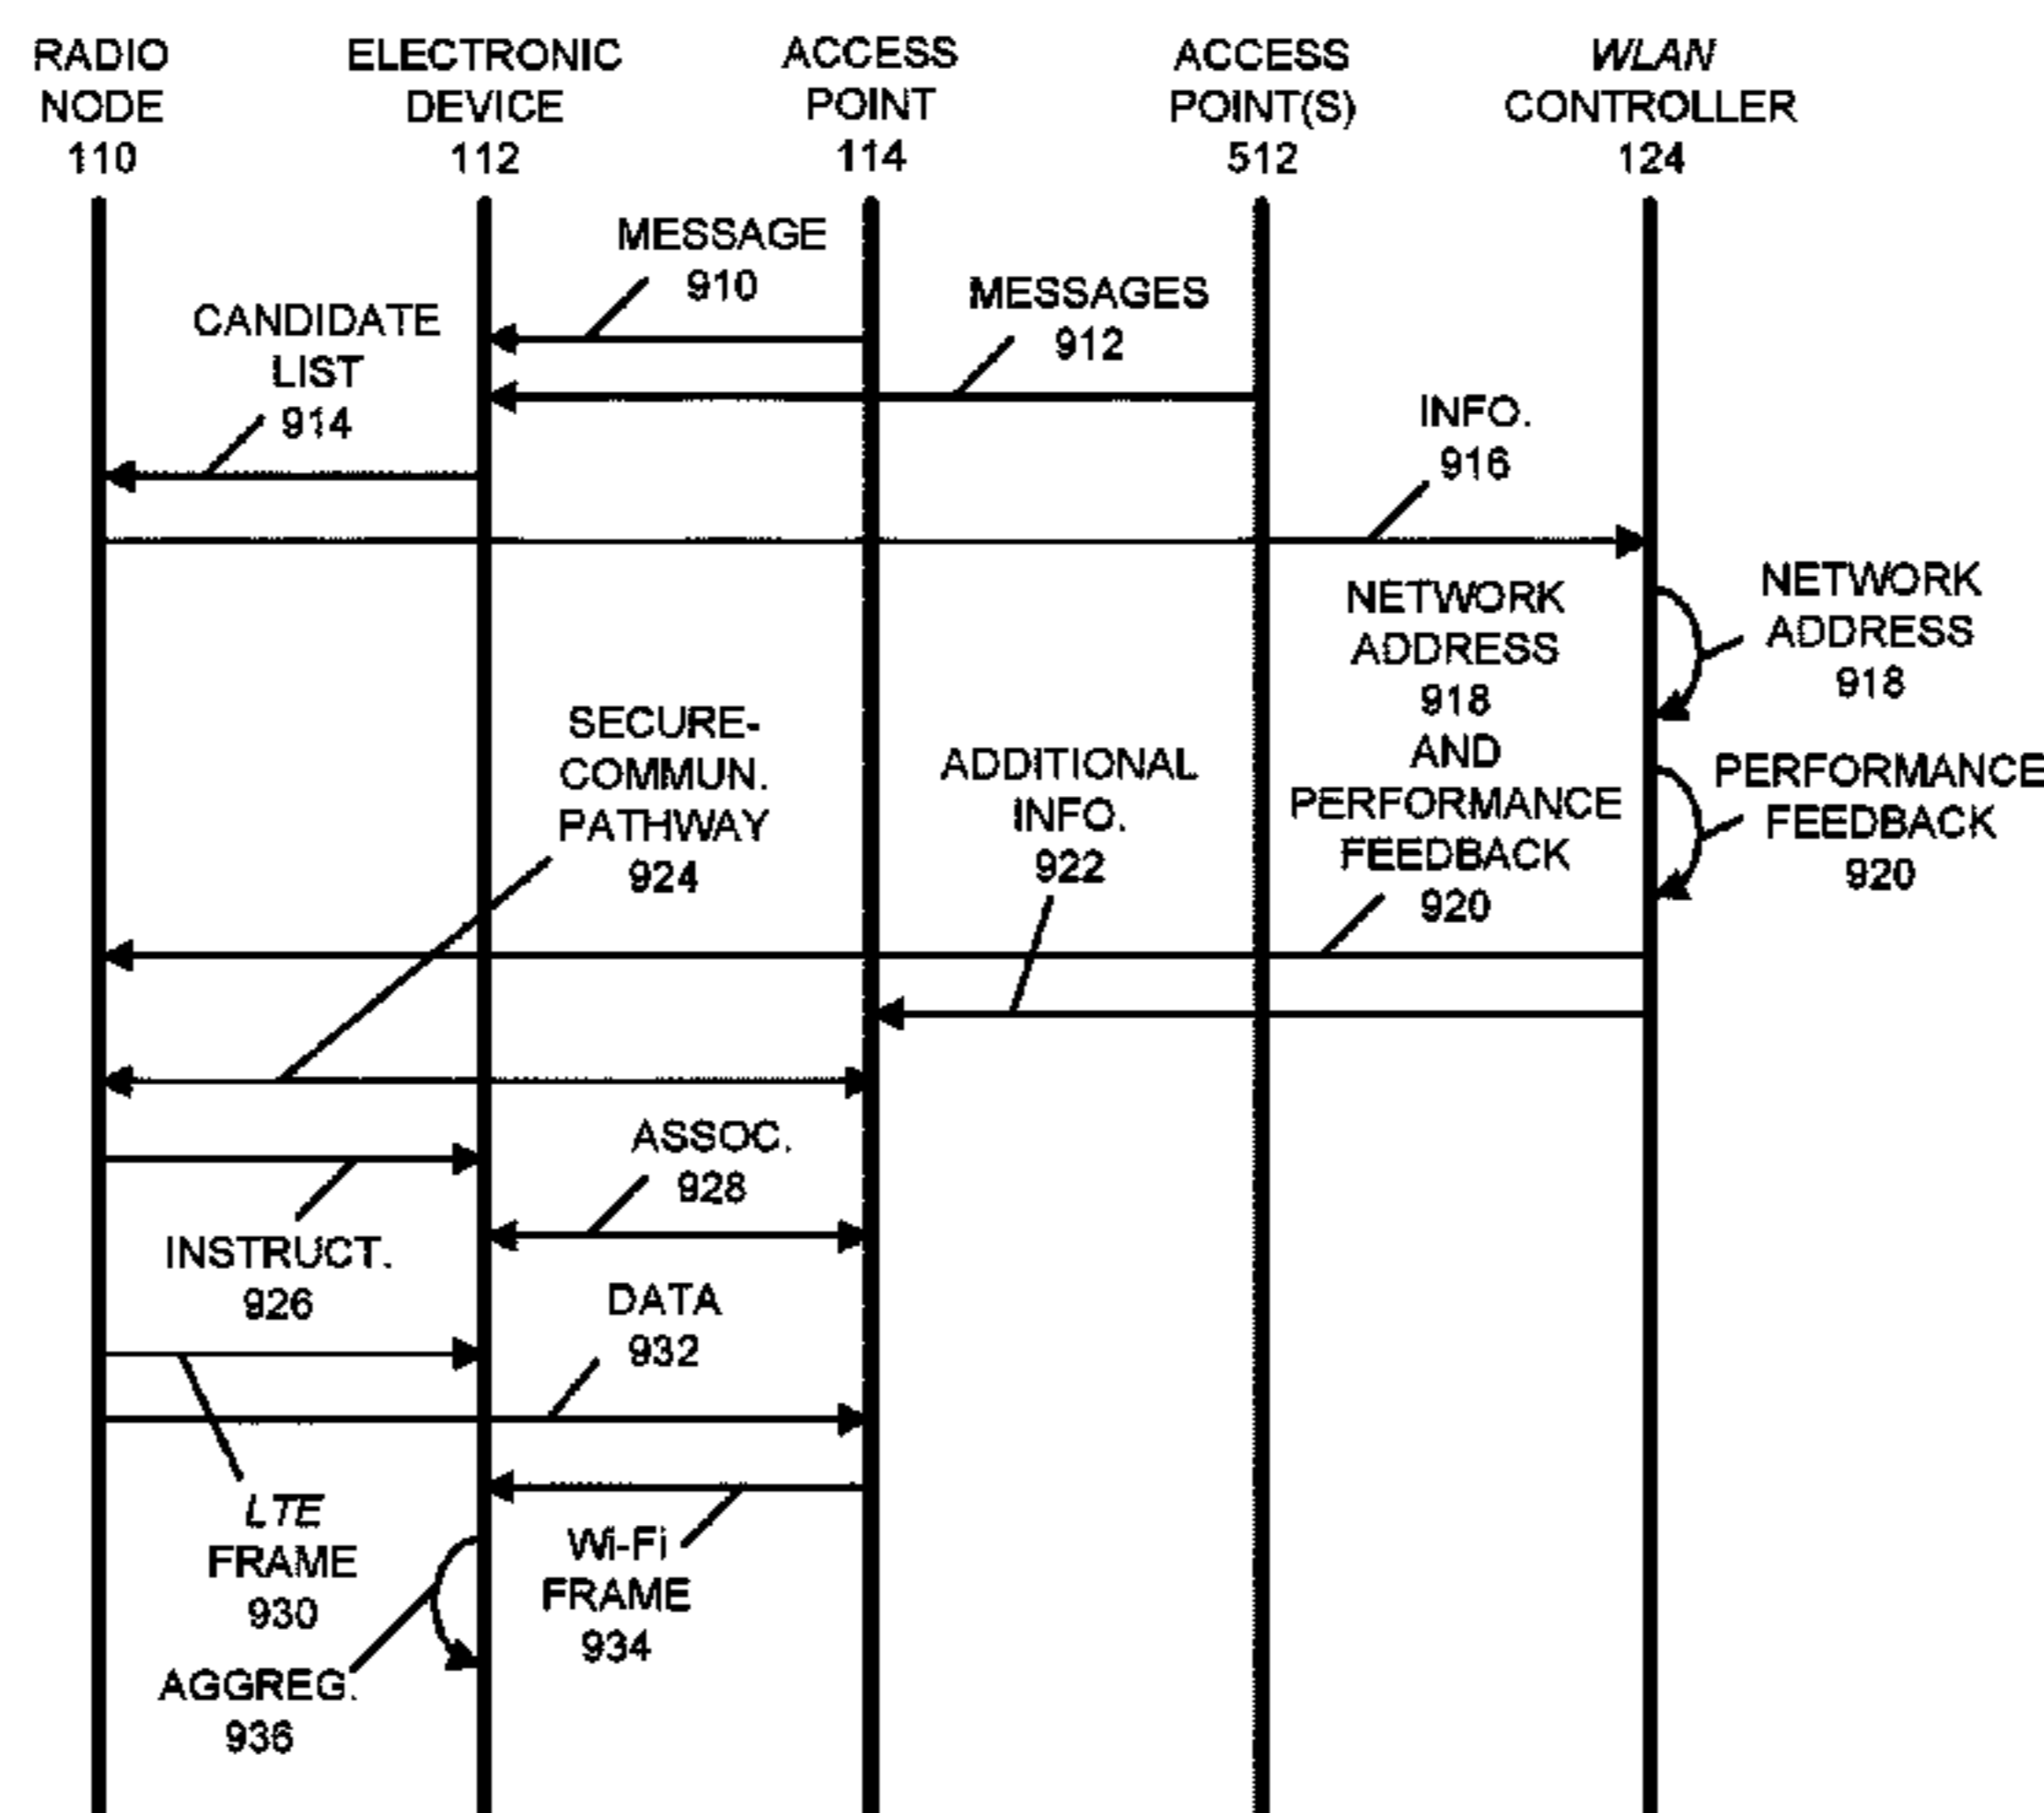 RADIO
NODE
110
ELECTRONIC
DEVICE
112
ACCESS
POINT
114
ACCESS
POINT(S)
512
WLAN
CONTROLLER
124
MESSAGE
910
MESSAGES
912
CANDIDATE
LIST
914
INFO.
916
NETWORK
ADDRESS
918
NETWORK
ADDRESS
918
AND
PERFORMANCE
FEEDBACK
920
PERFORMANCE
FEEDBACK
920
SECURE-
COMMUN.
PATHWAY
924
ADDITIONAL
INFO.
922
ASSOC.
928
INSTRUCT.
926
DATA
932
LTE
FRAME
930
Wi-Fi
FRAME
934
AGGREG.
936